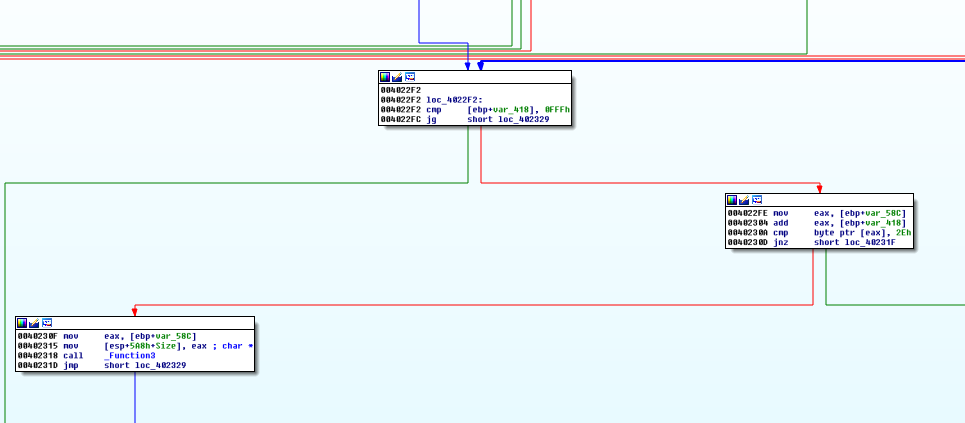 004022F2
004022F2 loc_4022F2:
004022F2 cmp     [ebp+var_418], 0FFFh
004022FC jg      short loc_402329
004022FE mov     eax, [ebp+var_58C]
00402304 add     eax, [ebp+var_418]
0040230A cmp     byte ptr [eax], 2Eh
0040230D jnz     short loc_40231F
0040230F mov     eax, [ebp+var_58C]
00402315 mov     [esp+5A8h+Size], eax ; char *
00402318 call    _Function3
0040231D jmp     short loc_402329